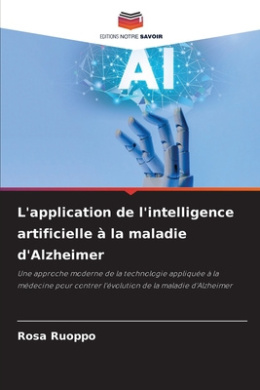 EDITIONS NOTRE SAVOIR
AI
L'application de l'intelligence
artificielle à la maladie
d'Alzheimer
Une approche moderne de la technologie appliquée à la
médecine pour contrer l'évolution de la maladie d'Alzheimer
Rosa Ruoppo